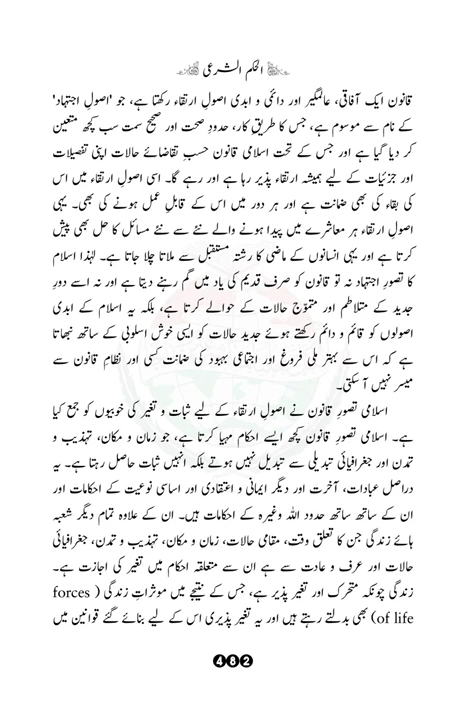 الحکم الشرعی
قانون ایک آفاقی، عالمگیر اور دائمی و ابدی اصولِ ارتقاء رکھتا ہے، جو 'اصولِ اجتہاد'
کے نام سے موسوم ہے، جس کا طریقِ کار، حدودِ صحت اور صحیح سمت سب کچھ متعین
کر دیا گیا ہے اور جس کے تحت اسلامی قانون حسبِ تقاضائے حالات اپنی تفصیلات
اور جزئیات کے لیے ہمیشہ ارتقاء پذیر رہا ہے اور رہے گا۔ اسی اصولِ ارتقاء میں اس
کی بقاء کی بھی ضمانت ہے اور ہر دور میں اس کے قابلِ عمل ہونے کی بھی۔ یہی
اصولِ ارتقاء ہر معاشرے میں پیدا ہونے والے نئے سے نئے مسائل کا حل بھی پیش
کرتا ہے اور یہی انسانوں کے ماضی کا رشتہ مستقبل سے ملاتا چلا جاتا ہے۔ لہٰذا اسلام
کا تصورِ اجتہاد نہ تو قانون کو صرف قدیم کی یاد میں گم رہنے دیتا ہے اور نہ اسے دورِ
جدید کے متلاطم اور متموّج حالات کے حوالے کرتا ہے، بلکہ یہ اسلام کے ابدی
اصولوں کو قائم و دائم رکھتے ہوئے جدید حالات کو ایسی خوش اسلوبی کے ساتھ نبھاتا
ہے کہ اس سے بہتر ملی فروغ اور اجتماعی بہبود کی ضمانت کسی اور نظامِ قانون سے
میسر نہیں آ سکتی۔
اسلامی تصورِ قانون نے اصولِ ارتقاء کے لیے ثبات و تغیر کی خوبیوں کو جمع کیا
ہے۔ اسلامی تصورِ قانون کچھ ایسے احکام مہیا کرتا ہے، جو زمان و مکان، تہذیب و
تمدن اور جغرافیائی تبدیلی سے تبدیل نہیں ہوتے بلکہ انہیں ثبات حاصل رہتا ہے۔ یہ
دراصل عبادات، آخرت اور دیگر ایمانی و اعتقادی اور اساسی نوعیت کے احکامات اور
ان کے ساتھ ساتھ حدود اللہ وغیرہ کے احکامات ہیں۔ ان کے علاوہ تمام دیگر شعبہ
ہائے زندگی جن کا تعلق وقت، مقامی حالات، زمان و مکان، تہذیب و تمدن، جغرافیائی
حالات اور عرف و عادت سے ہے ان سے متعلقہ احکام میں تغیر کی اجازت ہے۔
زندگی چونکہ متحرک اور تغیر پذیر ہے، جس کے نتیجے میں موثراتِ زندگی ( forces
of life) بھی بدلتے رہتے ہیں اور یہ تغیر پذیری اس کے لیے بنائے گئے قوانین میں
482